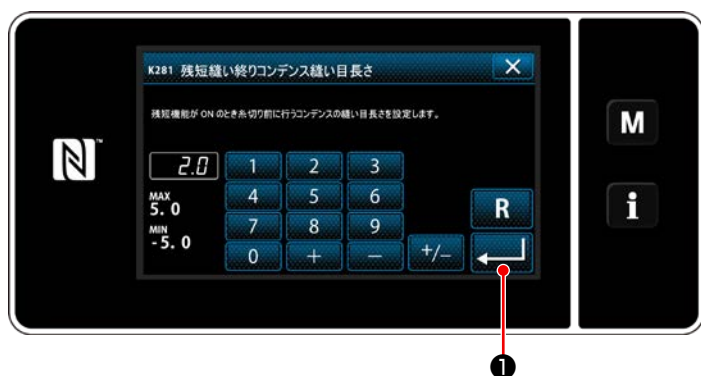 K281 残短縫い終りコンデンス縫い目長さ
残短機能が ON のとき糸切り前に行うコンデンスの縫い目長さを設定します。
2.0
1 2 3
MAX
5.0
4 5 6
R
MIN
-5.0
7 8 9
0 + − +/−
N
TM
M
i
❶